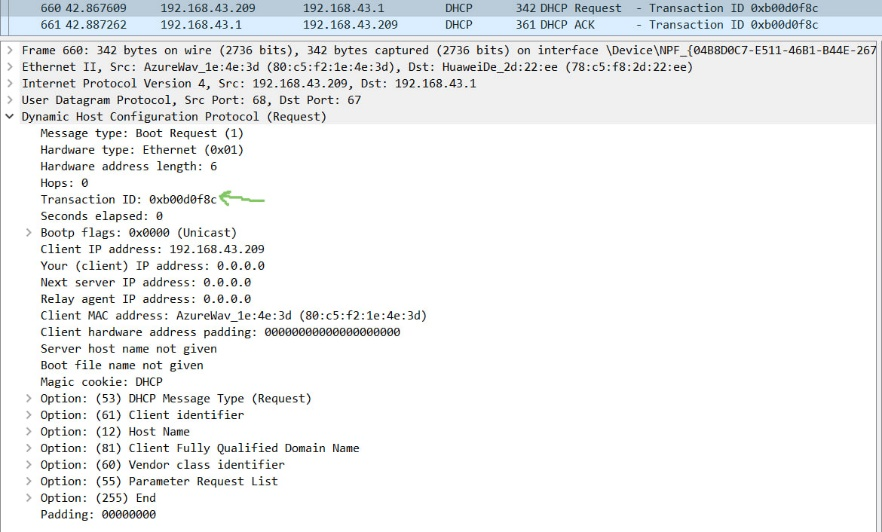 660 42.867609 192.168.43.209 192.168.43.1 DHCP 342 DHCP Request - Transaction ID 0xb00d0f8c
661 42.887262 192.168.43.1 192.168.43.209 DHCP 361 DHCP ACK - Transaction ID 0xb00d0f8c
Frame 660: 342 bytes on wire (2736 bits), 342 bytes captured (2736 bits) on interface \Device\NPF_{04B8D0C7-E511-46B1-B44E-267
Ethernet II, Src: AzureWav_1e:4e:3d (80:c5:f2:1e:4e:3d), Dst: HuaweiDe_2d:22:ee (78:c5:f8:2d:22:ee)
Internet Protocol Version 4, Src: 192.168.43.209, Dst: 192.168.43.1
User Datagram Protocol, Src Port: 68, Dst Port: 67
Dynamic Host Configuration Protocol (Request)
Message type: Boot Request (1)
Hardware type: Ethernet (0x01)
Hardware address length: 6
Hops: 0
Transaction ID: 0xb00d0f8c
Seconds elapsed: 0
Bootp flags: 0x0000 (Unicast)
Client IP address: 192.168.43.209
Your (client) IP address: 0.0.0.0
Next server IP address: 0.0.0.0
Relay agent IP address: 0.0.0.0
Client MAC address: AzureWav_1e:4e:3d (80:c5:f2:1e:4e:3d)
Client hardware address padding: 00000000000000000000
Server host name not given
Boot file name not given
Magic cookie: DHCP
Option: (53) DHCP Message Type (Request)
Option: (61) Client identifier
Option: (12) Host Name
Option: (81) Client Fully Qualified Domain Name
Option: (60) Vendor class identifier
Option: (55) Parameter Request List
Option: (255) End
Padding: 00000000